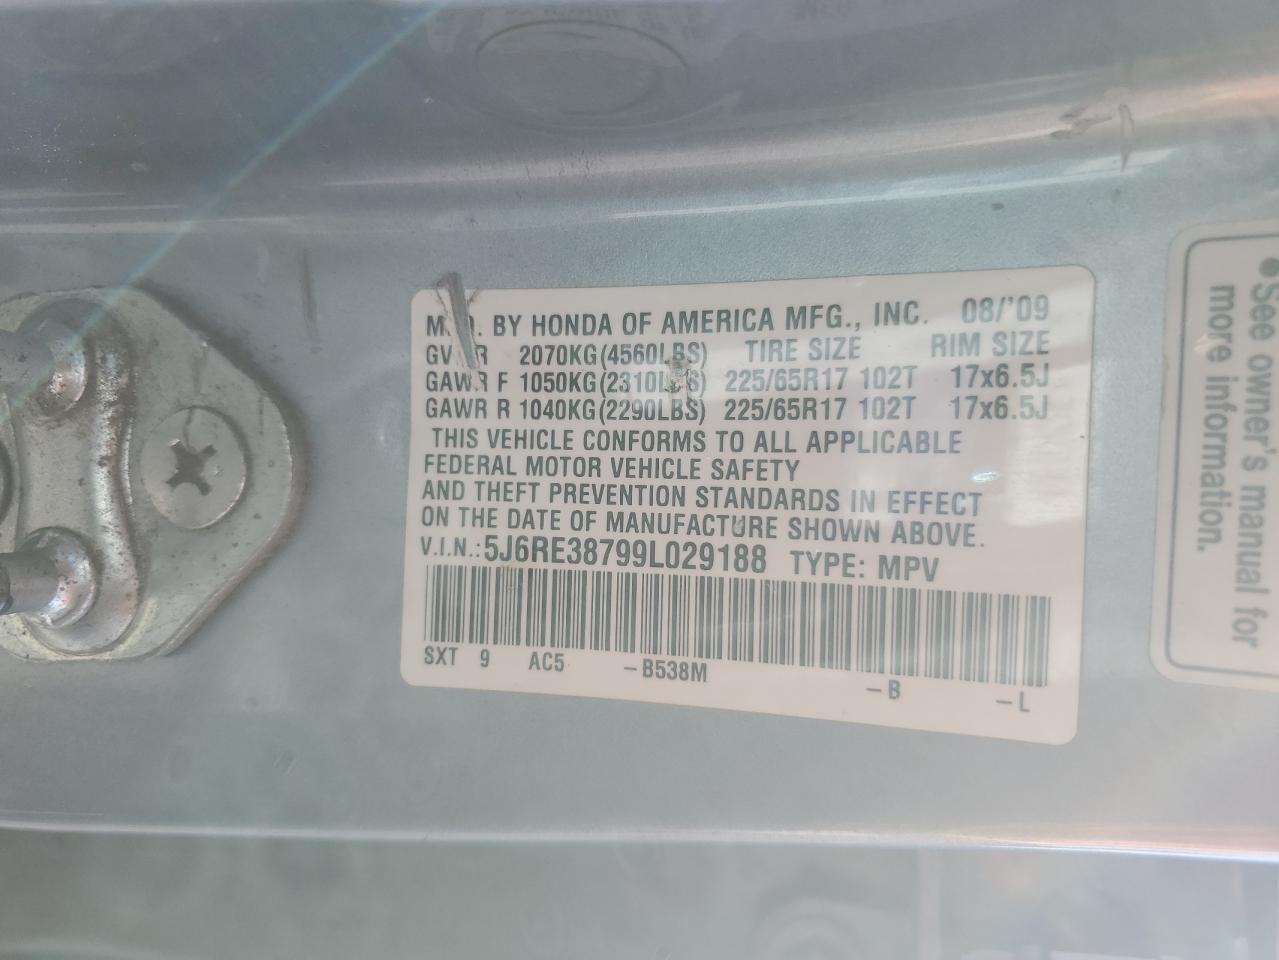 MFD. BY HONDA OF AMERICA MFG., INC. 08/'09
GVWR 2070KG(4560LBS) TIRE SIZE RIM SIZE
GAWR F 1050KG(2310LBS) 225/65R17 102T 17x6.5J
GAWR R 1040KG(2290LBS) 225/65R17 102T 17x6.5J
THIS VEHICLE CONFORMS TO ALL APPLICABLE
FEDERAL MOTOR VEHICLE SAFETY
AND THEFT PREVENTION STANDARDS IN EFFECT
ON THE DATE OF MANUFACTURE SHOWN ABOVE.
V.I.N.: 5J6RE38799L029188 TYPE: MPV
SXT 9 AC5 –B538M –B –L
•See owner's manual for
more information.